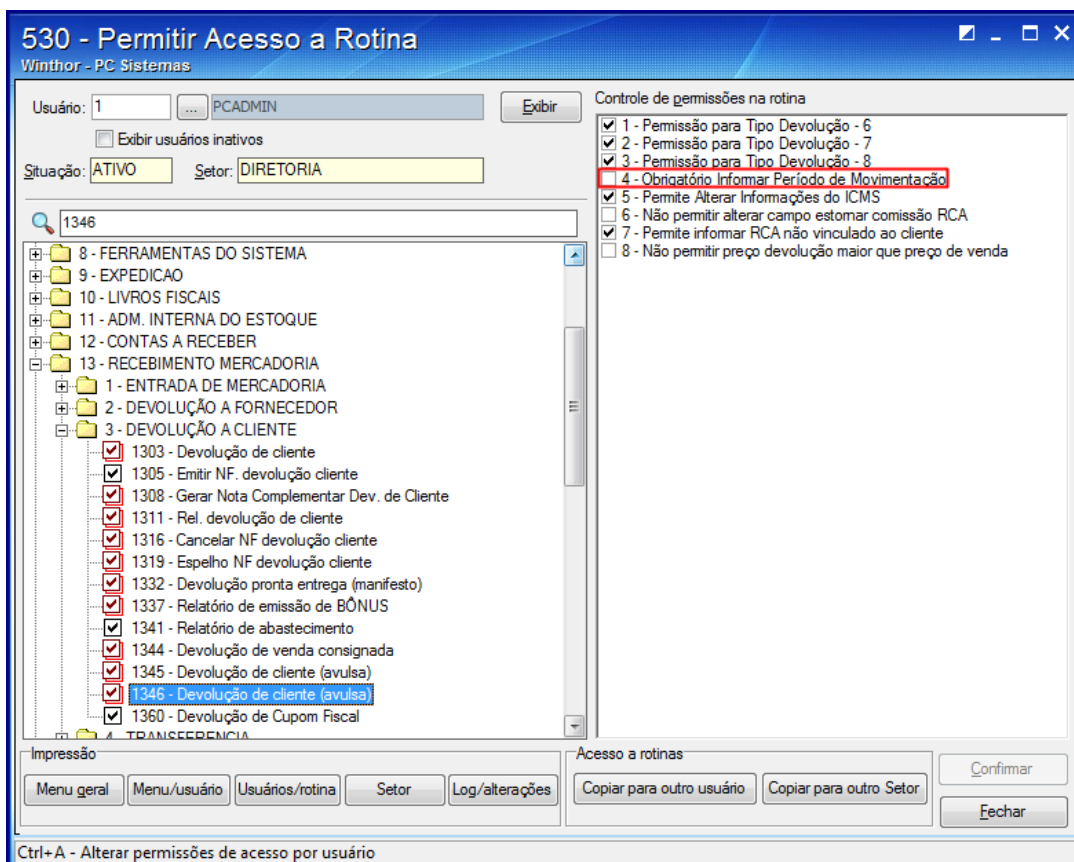 530 - Permitir Acesso a Rotina
Winthor - PC Sistemas
Usuário: 1 ... PCADMIN Exibir
Exibir usuários inativos
Situação: ATIVO Setor: DIRETORIA
1346
8 - FERRAMENTAS DO SISTEMA
9 - EXPEDICAO
10 - LIVROS FISCAIS
11 - ADM. INTERNA DO ESTOQUE
12 - CONTAS A RECEBER
13 - RECEBIMENTO MERCADORIA
1 - ENTRADA DE MERCADORIA
2 - DEVOLUÇÃO A FORNECEDOR
3 - DEVOLUÇÃO A CLIENTE
1303 - Devolução de cliente
1305 - Emitir NF. devolução cliente
1308 - Gerar Nota Complementar Dev. de Cliente
1311 - Rel. devolução de cliente
1316 - Cancelar NF devolução cliente
1319 - Espelho NF devolução cliente
1332 - Devolução pronta entrega (manifesto)
1337 - Relatório de emissão de BÔNUS
1341 - Relatório de abastecimento
1344 - Devolução de venda consignada
1345 - Devolução de cliente (avulsa)
1346 - Devolução de cliente (avulsa)
1360 - Devolução de Cupom Fiscal
4 - TRANSFERENCIA
Controle de permissões na rotina
1 - Permissão para Tipo Devolução - 6
2 - Permissão para Tipo Devolução - 7
3 - Permissão para Tipo Devolução - 8
4 - Obrigatório Informar Período de Movimentação
5 - Permite Alterar Informações do ICMS
6 - Não permitir alterar campo estornar comissão RCA
7 - Permite informar RCA não vinculado ao cliente
8 - Não permitir preço devolução maior que preço de venda
Impressão
Menu geral Menu/usuário Usuários/rotina Setor Log/alterações
Acesso a rotinas
Copiar para outro usuário Copiar para outro Setor
Confirmar
Fechar
Ctrl+A - Alterar permissões de acesso por usuário